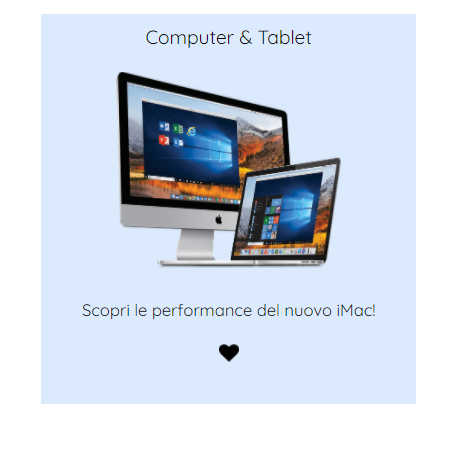 Computer & Tablet
Scopri le performance del nuovo iMac!